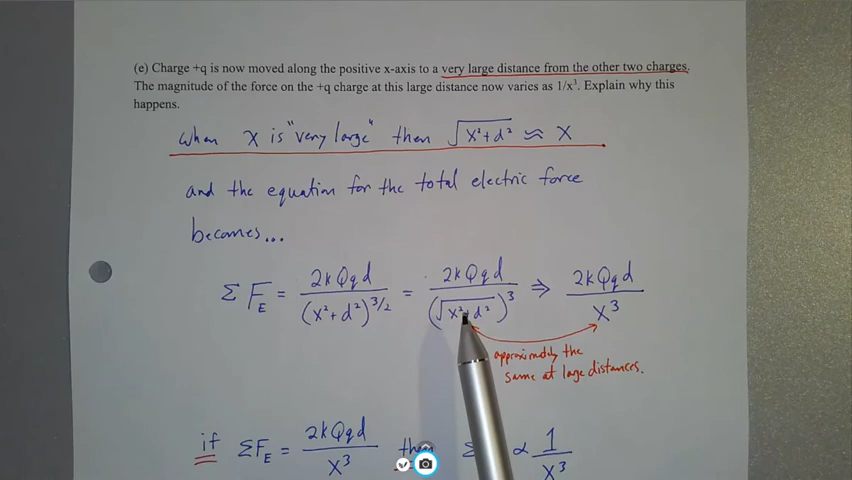 (e) Charge +q is now moved along the positive x-axis to a very large distance from the other two charges.
The magnitude of the force on the +q charge at this large distance now varies as 1/x³. Explain why this
happens.
when x is "very large" then √(x²+d²) ≈ x
and the equation for the total electric force
becomes...
ΣF_E = 2kQqd/(x²+d²)^(3/2) = 2kQqd/(√(x²+d²))³ ⇒ 2kQqd/x³
approximately the
same at large distances.
if ΣF_E = 2kQqd/x³ then Σ ∝ 1/x³